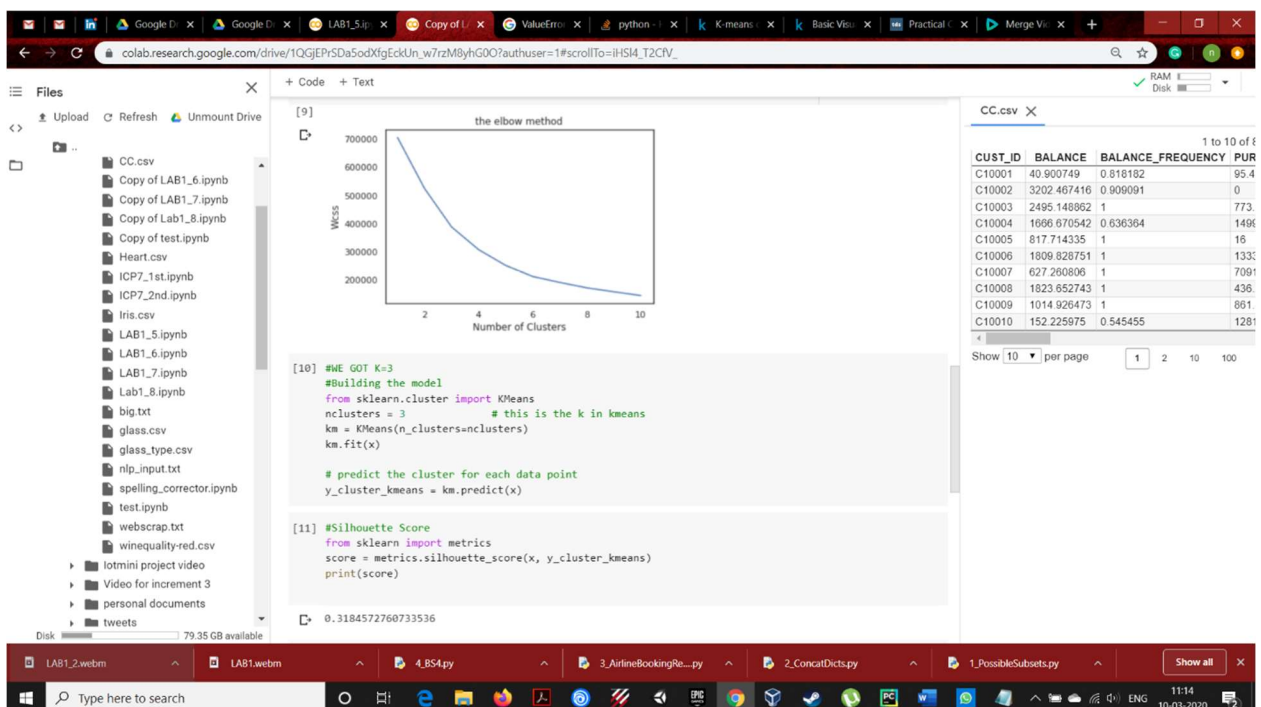 Google Dr
Google Dr
LAB1_5.ip
Copy of LA
ValueError
python -
K-means c
Basic Visu
Practical C
Merge Vid
colab.research.google.com/drive/1QGjEPrSDa5odXfgEckUn_w7rzM8yhG0O?authuser=1#scrollTo=iHSI4_T2CfV_
Files
Upload Refresh Unmount Drive
..
CC.csv
Copy of LAB1_6.ipynb
Copy of LAB1_7.ipynb
Copy of Lab1_8.ipynb
Copy of test.ipynb
Heart.csv
ICP7_1st.ipynb
ICP7_2nd.ipynb
Iris.csv
LAB1_5.ipynb
LAB1_6.ipynb
LAB1_7.ipynb
Lab1_8.ipynb
big.txt
glass.csv
glass_type.csv
nlp_input.txt
spelling_corrector.ipynb
test.ipynb
webscrap.txt
winequality-red.csv
Iotmini project video
Video for increment 3
personal documents
tweets
Disk 79.35 GB available
+ Code + Text
RAM
Disk
[9]
the elbow method
700000
600000
500000
400000
300000
200000
Wcss
2 4 6 8 10
Number of Clusters
[10] #WE GOT K=3
#Building the model
from sklearn.cluster import KMeans
nclusters = 3 # this is the k in kmeans
km = KMeans(n_clusters=nclusters)
km.fit(x)
# predict the cluster for each data point
y_cluster_kmeans = km.predict(x)
[11] #Silhouette Score
from sklearn import metrics
score = metrics.silhouette_score(x, y_cluster_kmeans)
print(score)
0.3184572760733536
CC.csv
1 to 10 of 8
CUST_ID BALANCE BALANCE_FREQUENCY PUR
C10001 40.900749 0.818182 95.4
C10002 3202.467416 0.909091 0
C10003 2495.148862 1 773.
C10004 1666.670542 0.636364 1499
C10005 817.714335 1 16
C10006 1809.828751 1 1333
C10007 627.260806 1 7091
C10008 1823.652743 1 436.
C10009 1014.926473 1 861.
C10010 152.225975 0.545455 1281
Show 10 per page 1 2 10 100
LAB1_2.webm
LAB1.webm
4_BS4.py
3_AirlineBookingRe....py
2_ConcatDicts.py
1_PossibleSubsets.py
Show all
Type here to search
ENG
11:14
10-03-2020